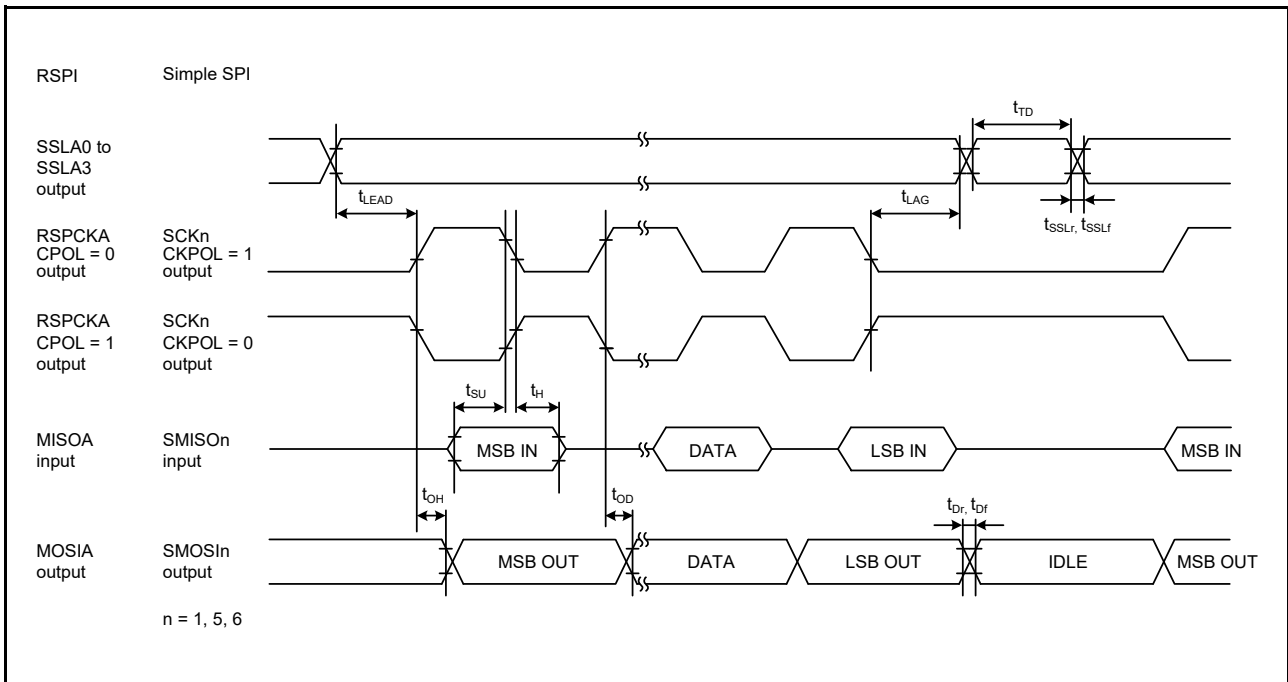 RSPI Simple SPI
tTD
SSLA0 to
SSLA3
output
tLEAD tLAG
tSSLr, tSSLf
RSPCKA SCKn
CPOL = 0 CKPOL = 1
output output
RSPCKA SCKn
CPOL = 1 CKPOL = 0
output output
tSU tH
MISOA SMISOn
input input
MSB IN DATA LSB IN MSB IN
tOH tOD tDr, tDf
MOSIA SMOSIn
output output
MSB OUT DATA LSB OUT IDLE MSB OUT
n = 1, 5, 6